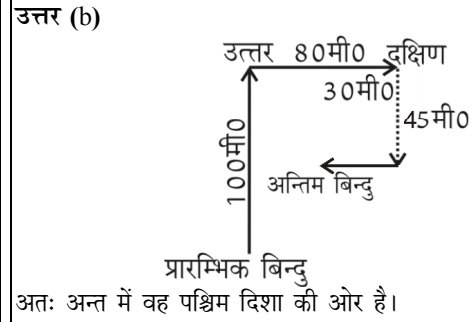 उत्तर (b)
उत्तर 80मी0 दक्षिण
30मी0
45मी0
100मी0
अन्तिम बिन्दु
प्रारम्भिक बिन्दु
अतः अन्त में वह पश्चिम दिशा की ओर है।